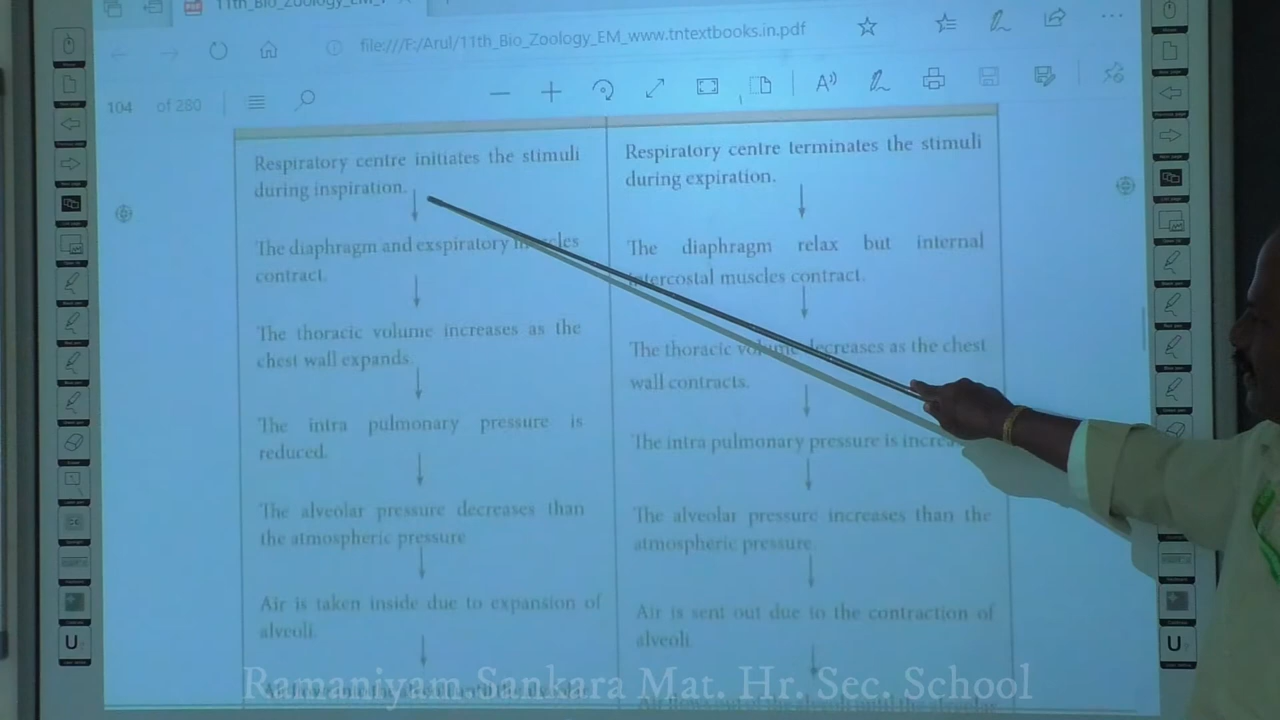 file:///F:/Arul/11th_Bio_Zoology_EM_www.tntextbooks.in.pdf
104 of 280
Respiratory centre initiates the stimuli
during inspiration.
The diaphragm and exspiratory
contract.
The thoracic volume increases as the
chest wall expands.
The intra pulmonary pressure is
reduced.
The alveolar pressure decreases than
the atmospheric pressure
Air is taken inside due to expansion of
alveoli.
Respiratory centre terminates the stimuli
during expiration.
The diaphragm relax but internal
intercostal muscles contract.
The thoracic volume decreases as the chest
wall contracts.
The intra pulmonary pressure is
The alveolar pressure increases than the
atmospheric pressure.
Air is sent out due to the contraction of
alveoli.
Ramaniyam Sankara Mat. Hr. Sec. School